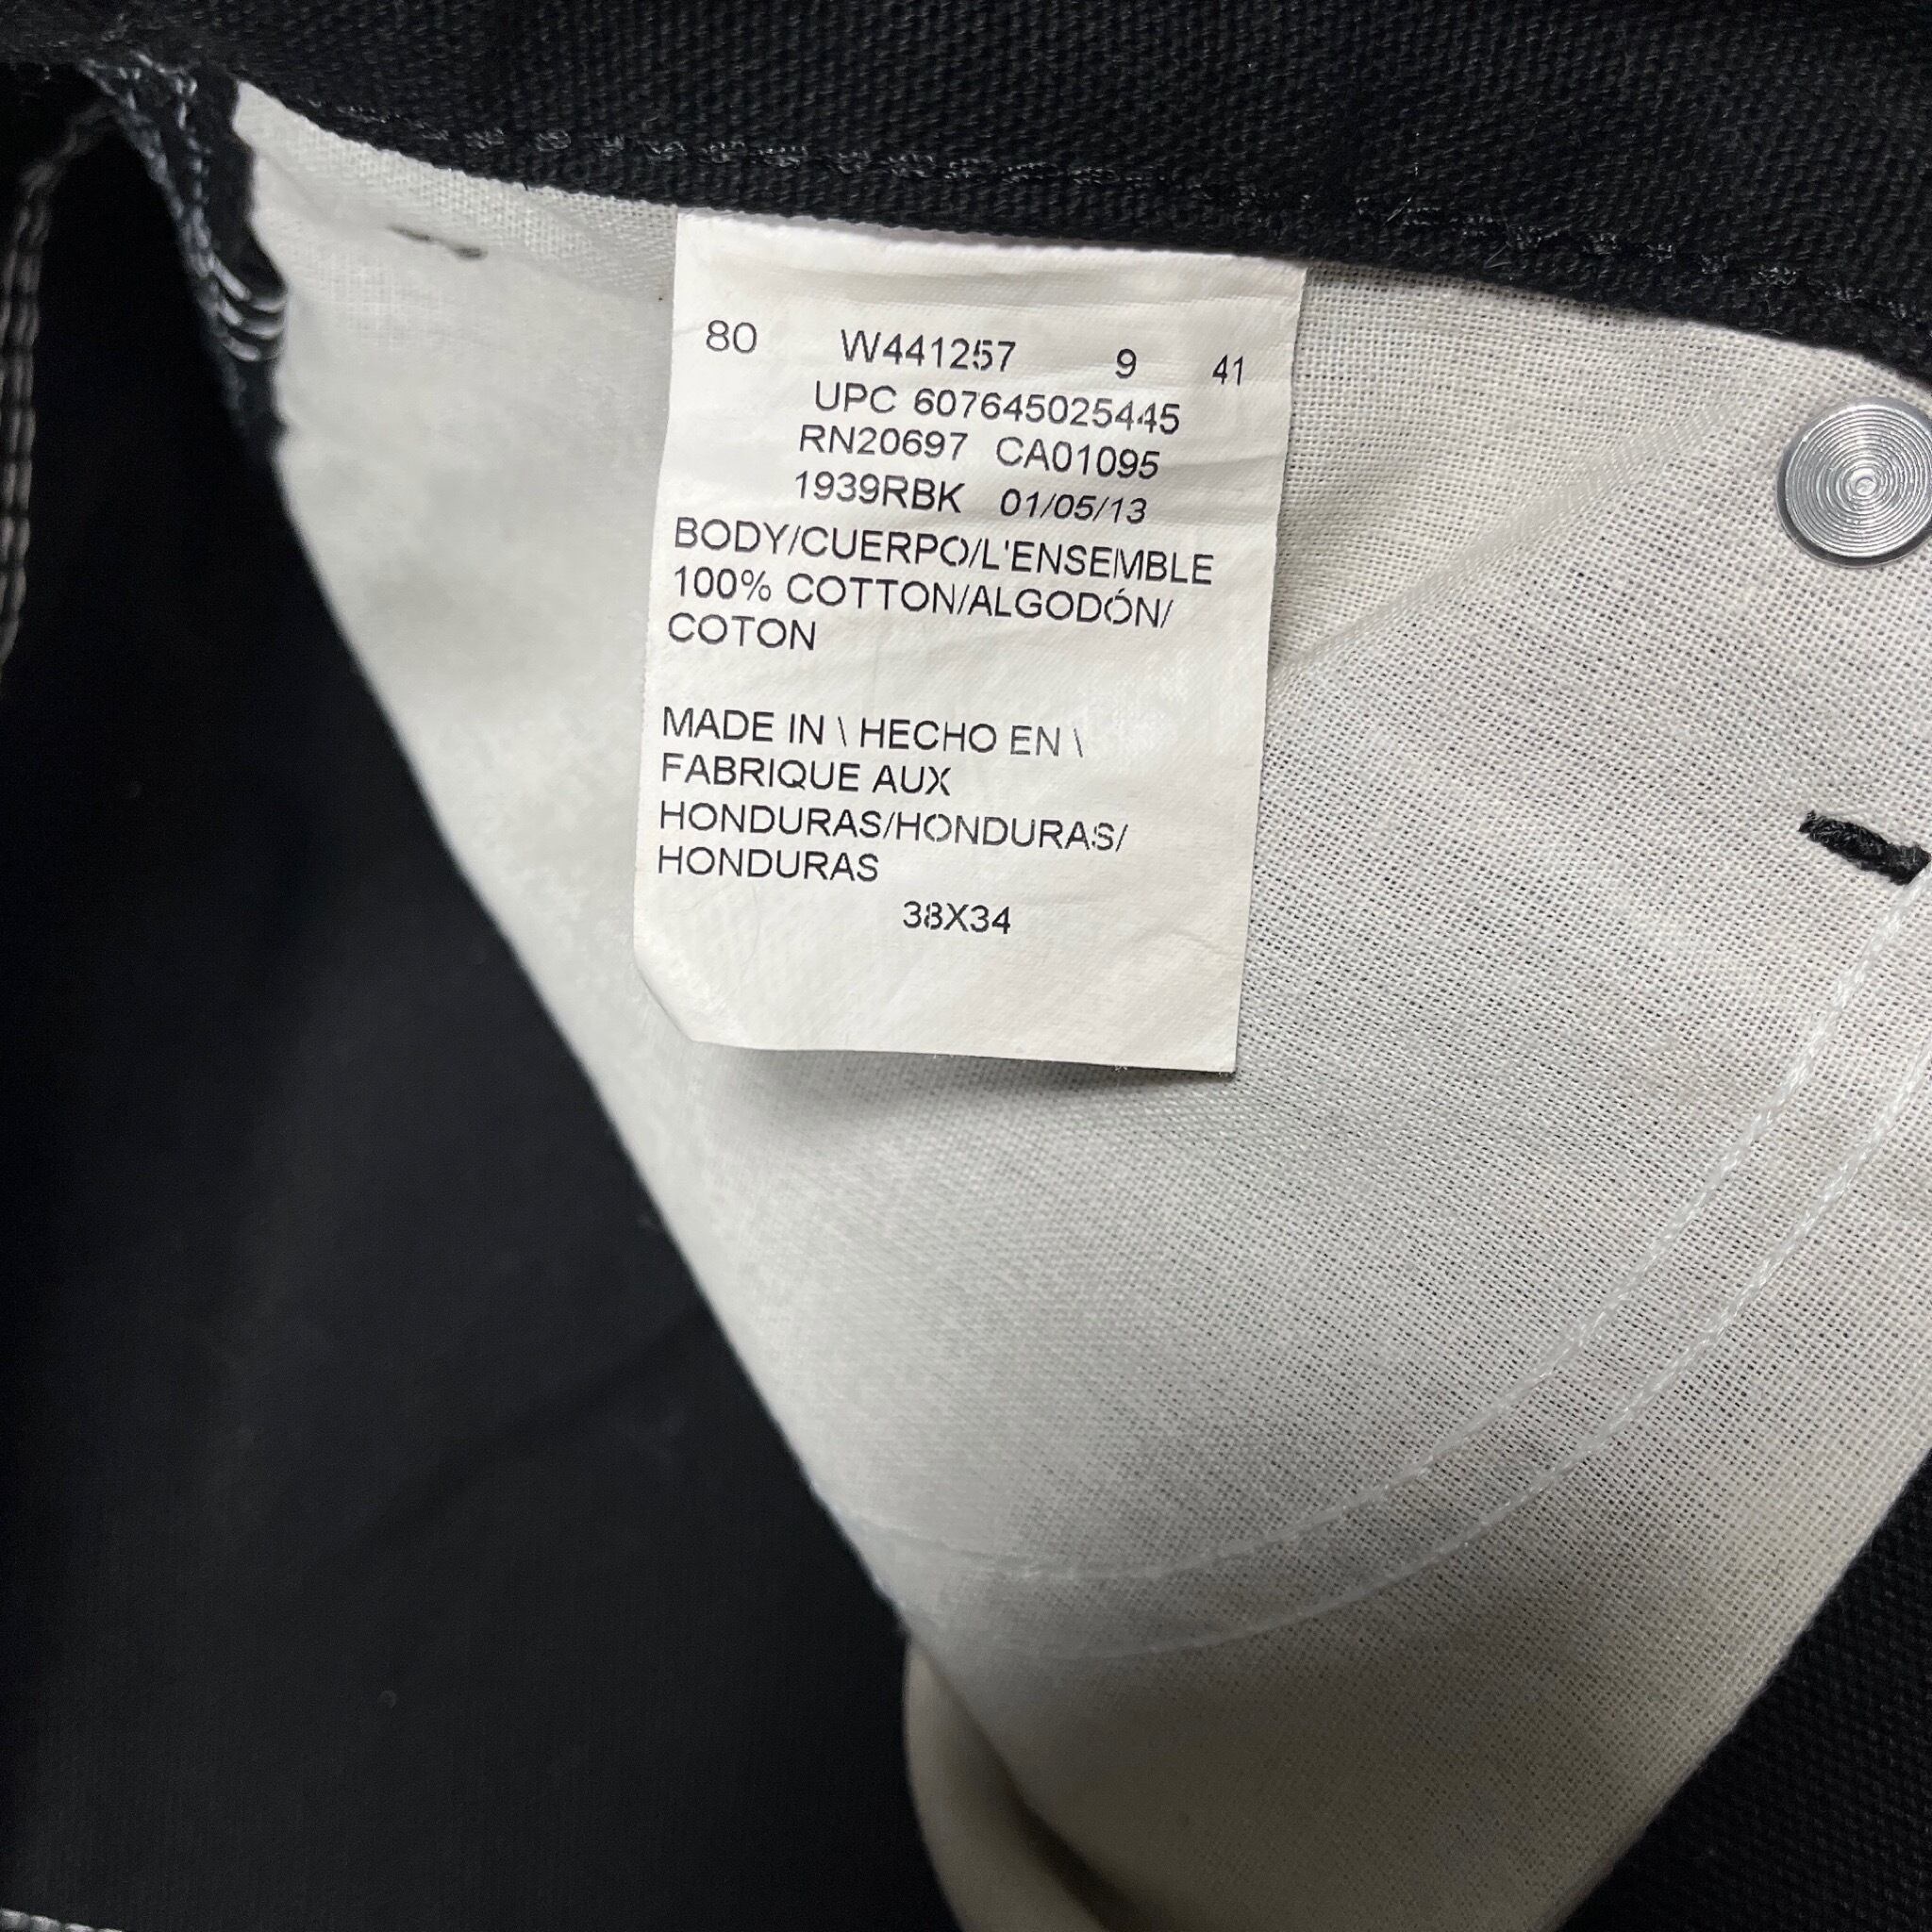 80 W441257 9 41
UPC 607645025445
RN20697 CA01095
1939RBK 01/05/13
BODY/CUERPO/L'ENSEMBLE
100% COTTON/ALGODÓN/
COTON
MADE IN \ HECHO EN \
FABRIQUE AUX
HONDURAS/HONDURAS/
HONDURAS
38X34